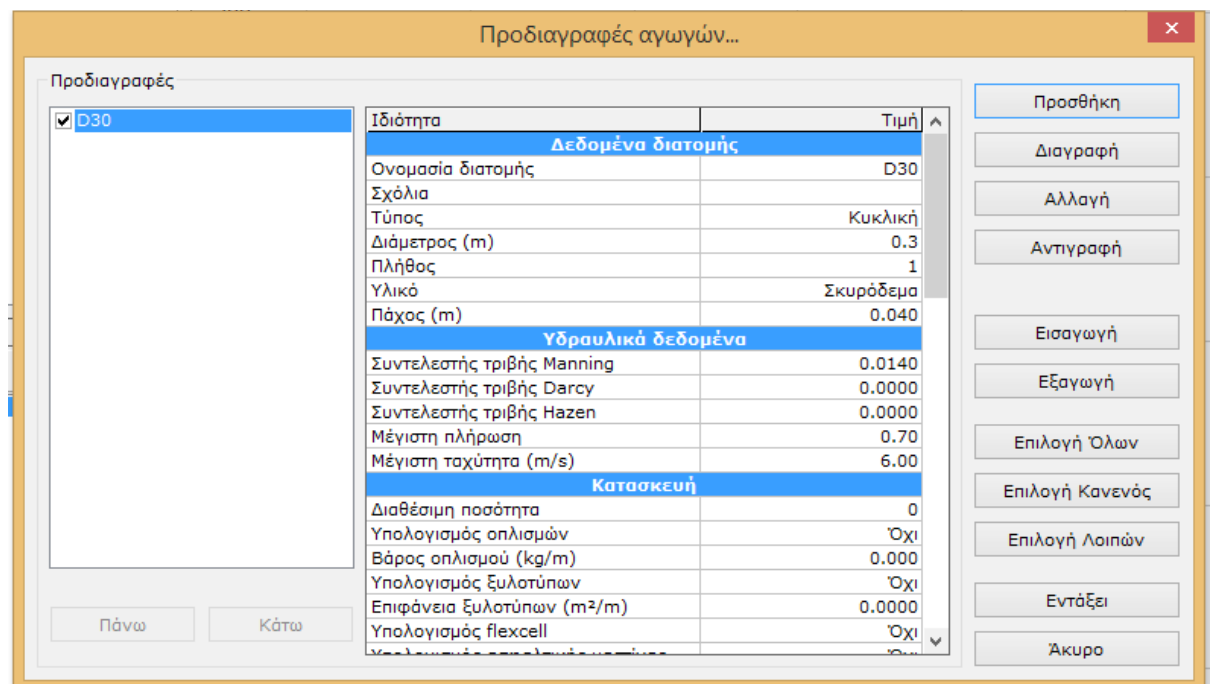 Προδιαγραφές αγωγών...
Προδιαγραφές
D30
Ιδιότητα Τιμή
Δεδομένα διατομής
Ονομασία διατομής D30
Σχόλια
Τύπος Κυκλική
Διάμετρος (m) 0.3
Πλήθος 1
Υλικό Σκυρόδεμα
Πάχος (m) 0.040
Υδραυλικά δεδομένα
Συντελεστής τριβής Manning 0.0140
Συντελεστής τριβής Darcy 0.0000
Συντελεστής τριβής Hazen 0.0000
Μέγιστη πλήρωση 0.70
Μέγιστη ταχύτητα (m/s) 6.00
Κατασκευή
Διαθέσιμη ποσότητα 0
Υπολογισμός οπλισμών Όχι
Βάρος οπλισμού (kg/m) 0.000
Υπολογισμός ξυλοτύπων Όχι
Επιφάνεια ξυλοτύπων (m²/m) 0.0000
Υπολογισμός flexcell Όχι
Πάνω
Κάτω
Προσθήκη
Διαγραφή
Αλλαγή
Αντιγραφή
Εισαγωγή
Εξαγωγή
Επιλογή Όλων
Επιλογή Κανενός
Επιλογή Λοιπών
Εντάξει
Άκυρο